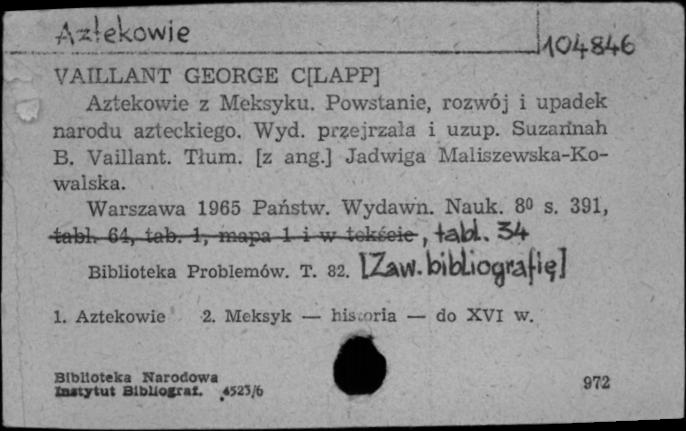 Aztekowie
104846
VAILLANT GEORGE C[LAPP]
Aztekowie z Meksyku. Powstanie, rozwój i upadek
narodu azteckiego. Wyd. przejrzała i uzup. Suzannah
B. Vaillant. Tłum. [z ang.] Jadwiga Maliszewska-Ko-
walska.
Warszawa 1965 Państw. Wydawn. Nauk. 8⁰ s. 391,
tabl. 64, tab. 1, mapa 1 i w tekście, tabl. 34
Biblioteka Problemów. T. 82. [Zaw. bibliografię]
1. Aztekowie 2. Meksyk — historia — do XVI w.
Biblioteka Narodowa
Instytut Bibliograf. 4523/6
972